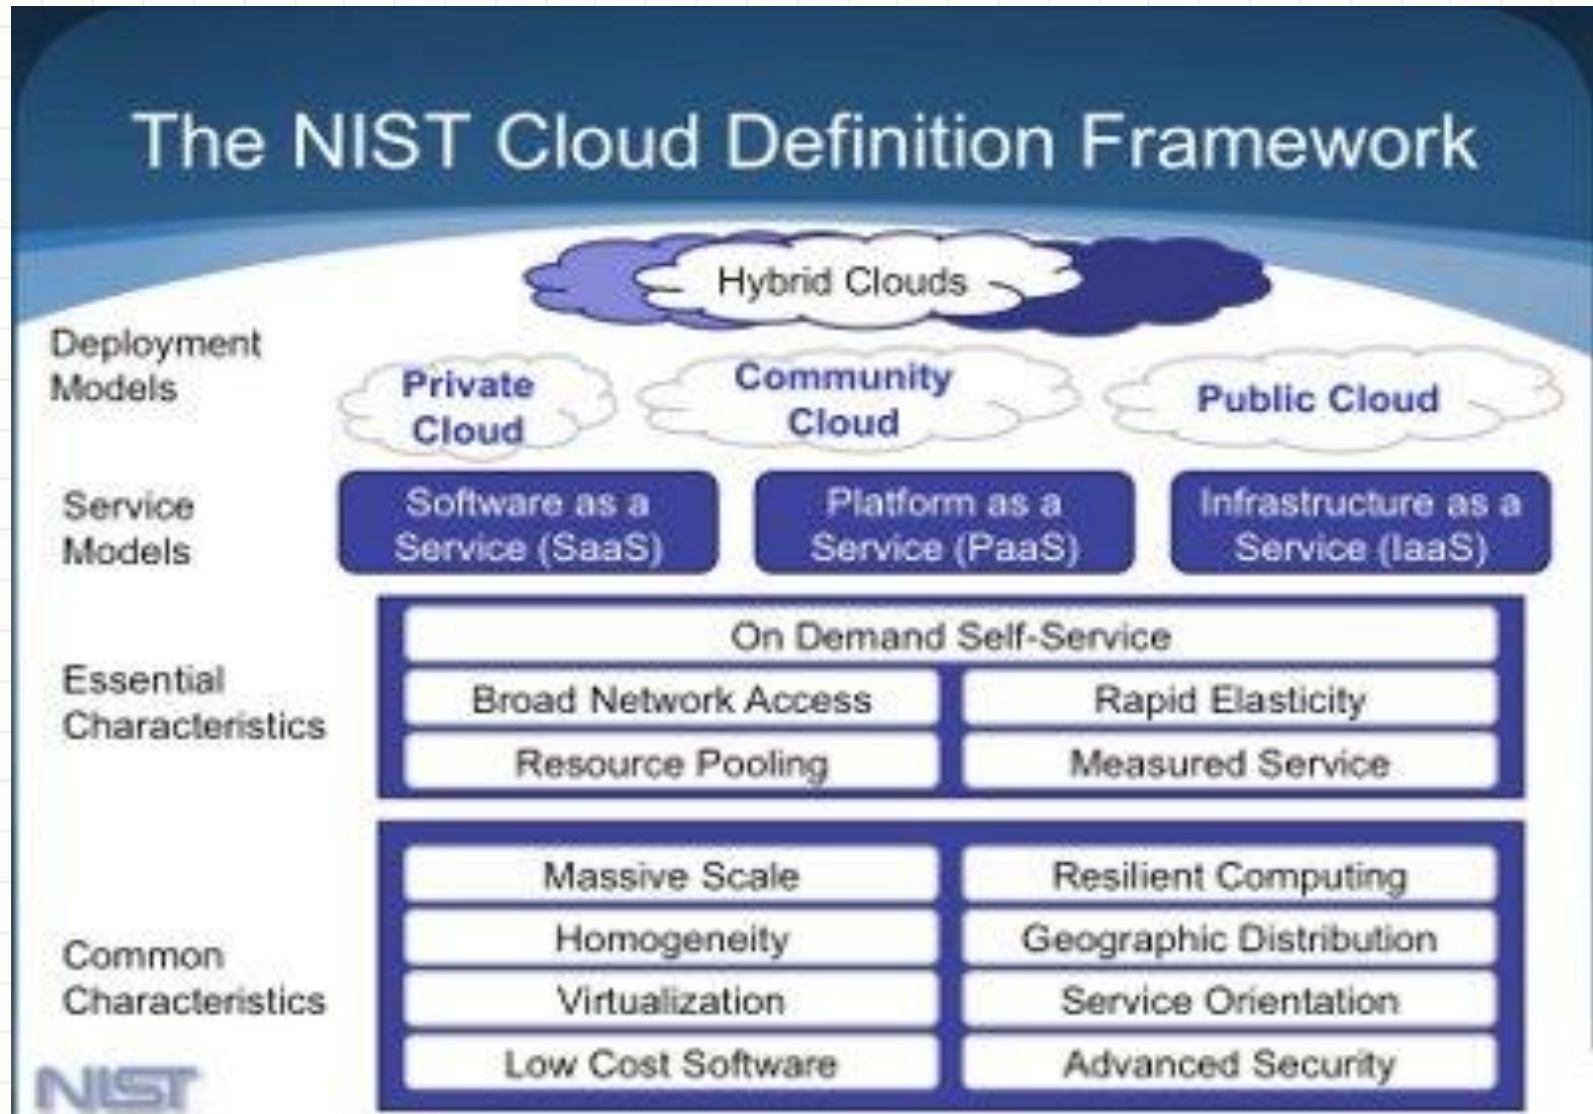 The NIST Cloud Definition Framework
Hybrid Clouds
Deployment
Models
Private
Cloud
Community
Cloud
Public Cloud
Service
Models
Software as a
Service (SaaS)
Platform as a
Service (PaaS)
Infrastructure as a
Service (IaaS)
Essential
Characteristics
On Demand Self-Service
Broad Network Access
Rapid Elasticity
Resource Pooling
Measured Service
Common
Characteristics
Massive Scale
Resilient Computing
Homogeneity
Geographic Distribution
Virtualization
Service Orientation
Low Cost Software
Advanced Security
NIST